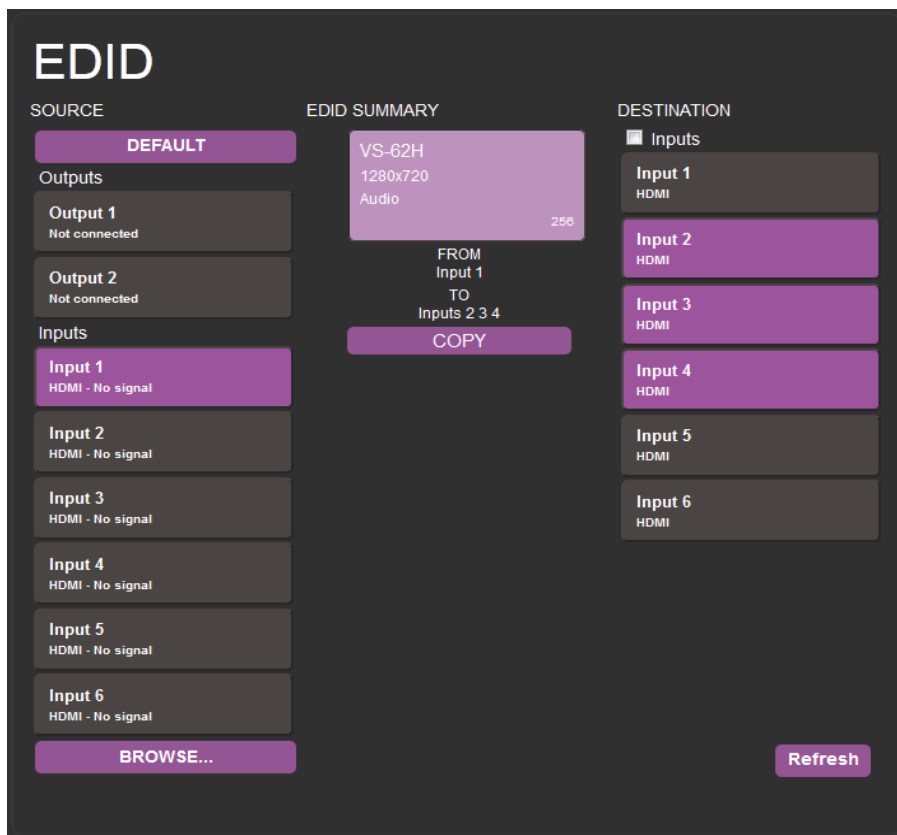 EDID
SOURCE
DEFAULT
Outputs
Output 1
Not connected
Output 2
Not connected
Inputs
Input 1
HDMI - No signal
Input 2
HDMI - No signal
Input 3
HDMI - No signal
Input 4
HDMI - No signal
Input 5
HDMI - No signal
Input 6
HDMI - No signal
BROWSE...
EDID SUMMARY
VS-62H
1280x720
Audio
256
FROM
Input 1
TO
Inputs 2 3 4
COPY
DESTINATION
Inputs
Input 1
HDMI
Input 2
HDMI
Input 3
HDMI
Input 4
HDMI
Input 5
HDMI
Input 6
HDMI
Refresh